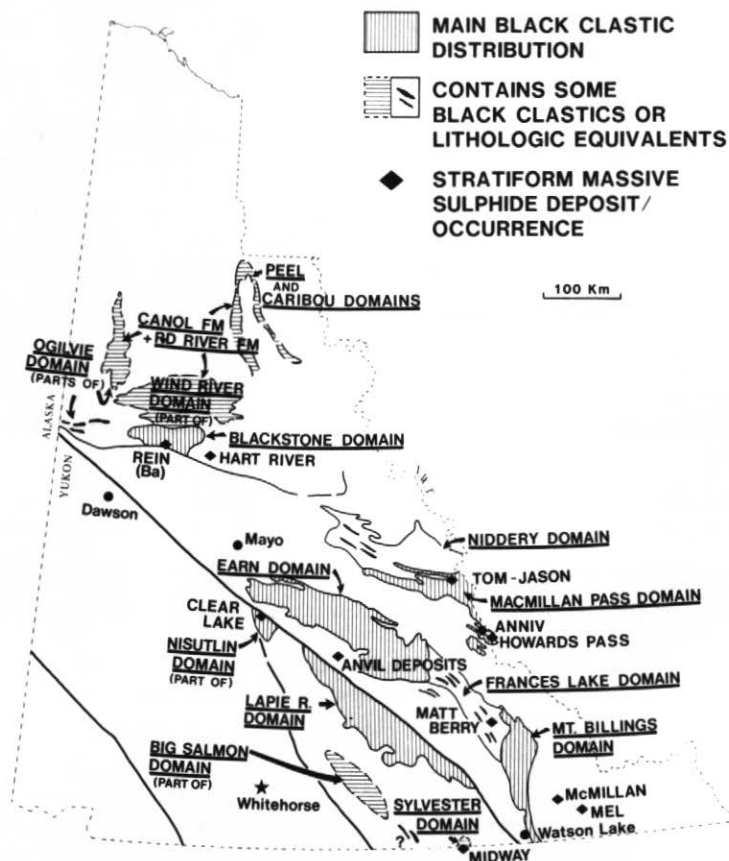 MAIN BLACK CLASTIC
DISTRIBUTION
CONTAINS SOME
BLACK CLASTICS OR
LITHOLOGIC EQUIVALENTS
STRATIFORM MASSIVE
SULPHIDE DEPOSIT/
OCCURRENCE
100 Km
PEEL
AND
CARIBOU DOMAINS
CANOL FM
+ RD RIVER FM
OGILVIE
DOMAIN
(PARTS OF)
WIND RIVER
DOMAIN
(PART OF)
BLACKSTONE DOMAIN
ALASKA
YUKON
REIN
(Ba)
HART RIVER
Dawson
NWT
Mayo
NIDDERY DOMAIN
EARN DOMAIN
TOM-JASON
MACMILLAN PASS DOMAIN
CLEAR
LAKE
ANNIV
HOWARDS PASS
NISUTLIN
DOMAIN
(PART OF)
ANVIL DEPOSITS
FRANCES LAKE DOMAIN
LAPIE R.
DOMAIN
MATT
BERRY
MT. BILLINGS
DOMAIN
BIG SALMON
DOMAIN
(PART OF)
Whitehorse
McMILLAN
MEL
SYLVESTER
DOMAIN
?
Watson Lake
MIDWAY